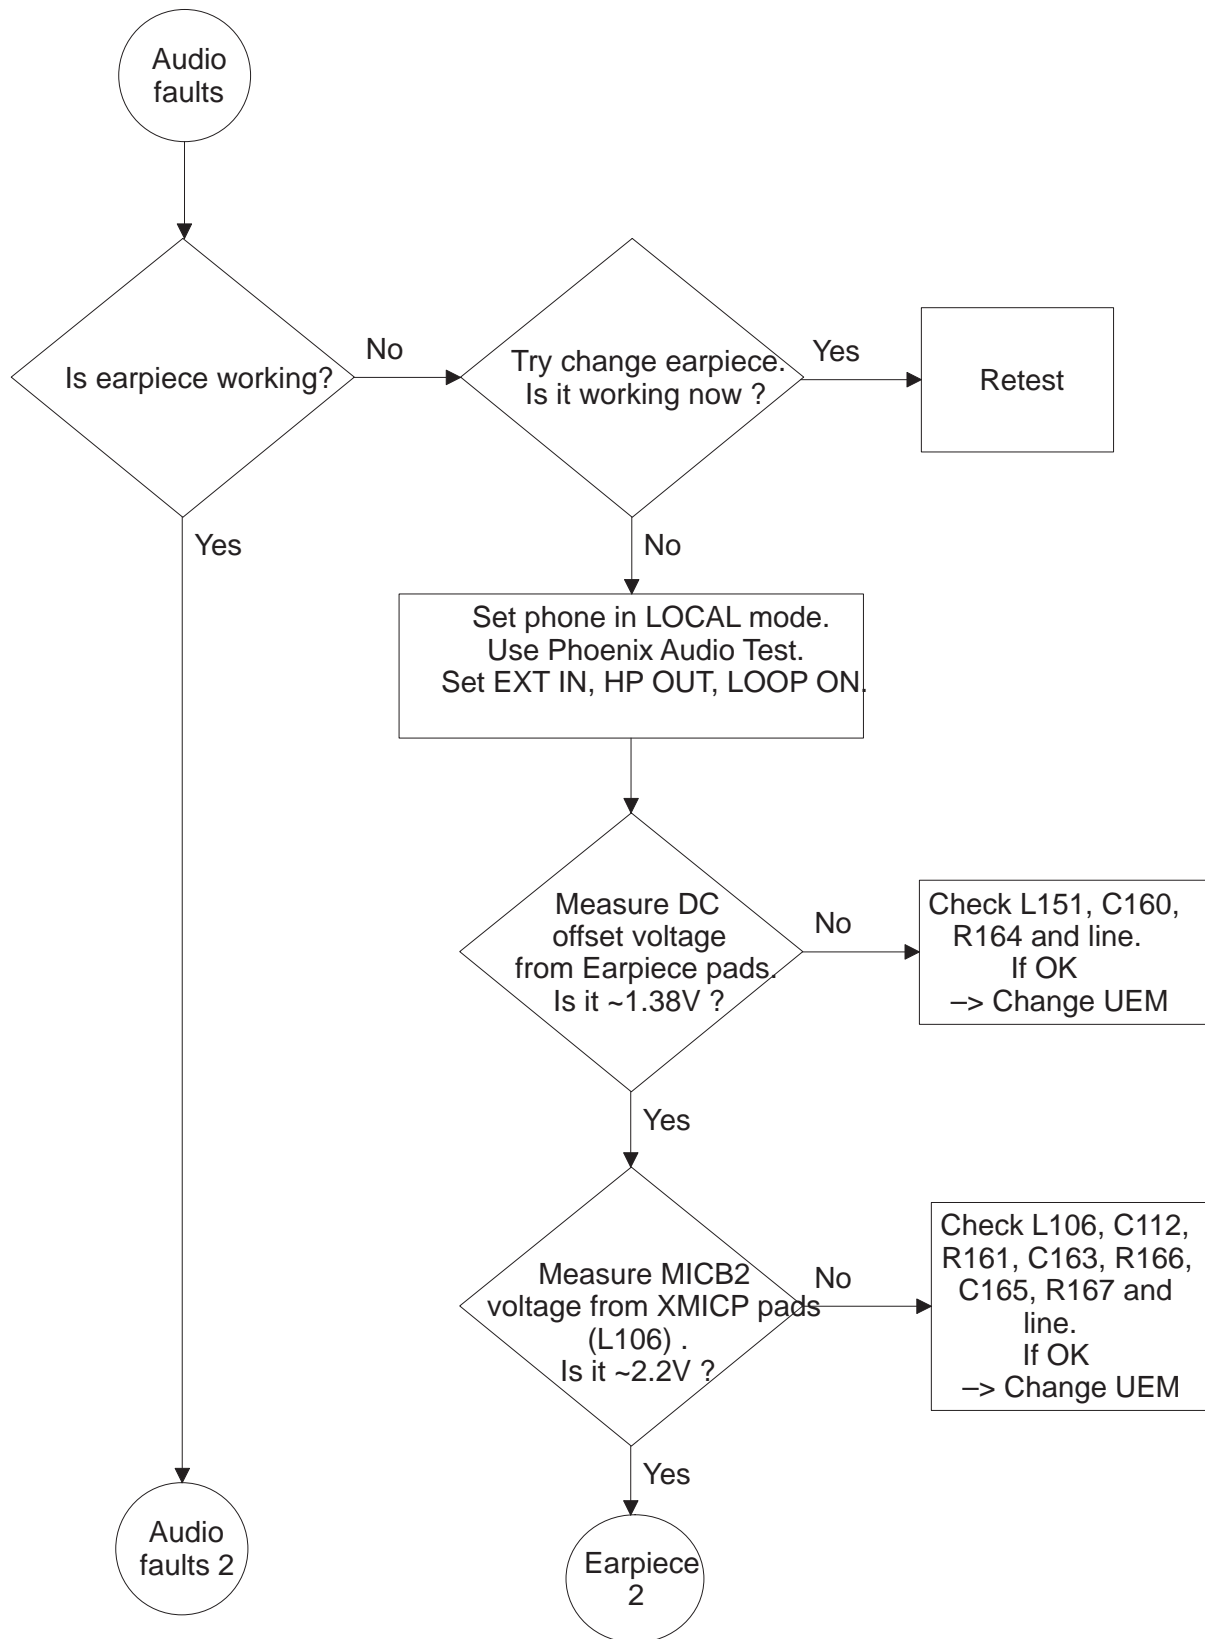 Audio
faults
Is earpiece working?
No
Try change earpiece.
Is it working now ?
Yes
Retest
Yes
No
Set phone in LOCAL mode.
Use Phoenix Audio Test.
Set EXT IN, HP OUT, LOOP ON.
Measure DC
offset voltage
from Earpiece pads.
Is it ~1.38V ?
No
Check L151, C160,
R164 and line.
If OK
–> Change UEM
Yes
Measure MICB2
voltage from XMICP pads
(L106) .
Is it ~2.2V ?
No
Check L106, C112,
R161, C163, R166,
C165, R167 and
line.
If OK
–> Change UEM
Yes
Audio
faults 2
Earpiece
2